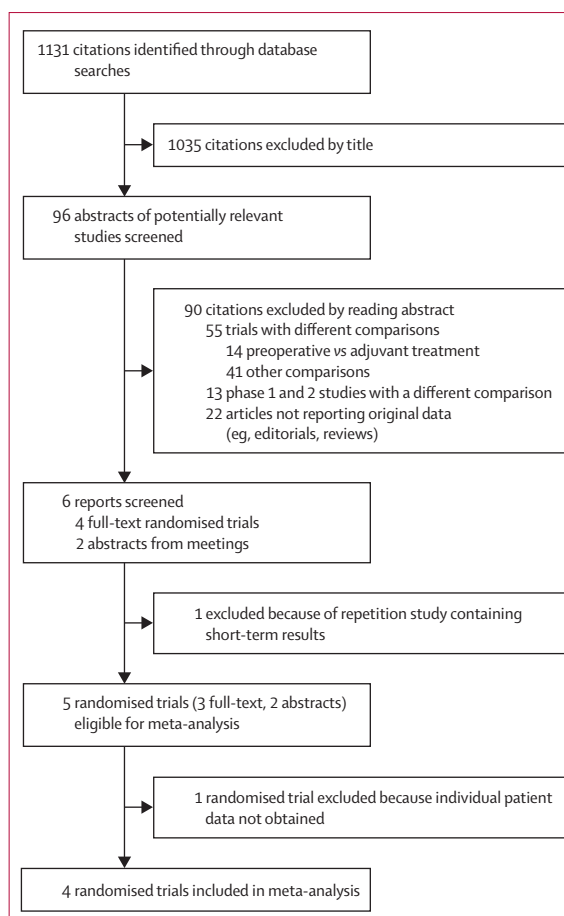 1131 citations identified through database
searches
1035 citations excluded by title
96 abstracts of potentially relevant
studies screened
90 citations excluded by reading abstract
55 trials with different comparisons
14 preoperative vs adjuvant treatment
41 other comparisons
13 phase 1 and 2 studies with a different comparison
22 articles not reporting original data
(eg, editorials, reviews)
6 reports screened
4 full-text randomised trials
2 abstracts from meetings
1 excluded because of repetition study containing
short-term results
5 randomised trials (3 full-text, 2 abstracts)
eligible for meta-analysis
1 randomised trial excluded because individual patient
data not obtained
4 randomised trials included in meta-analysis